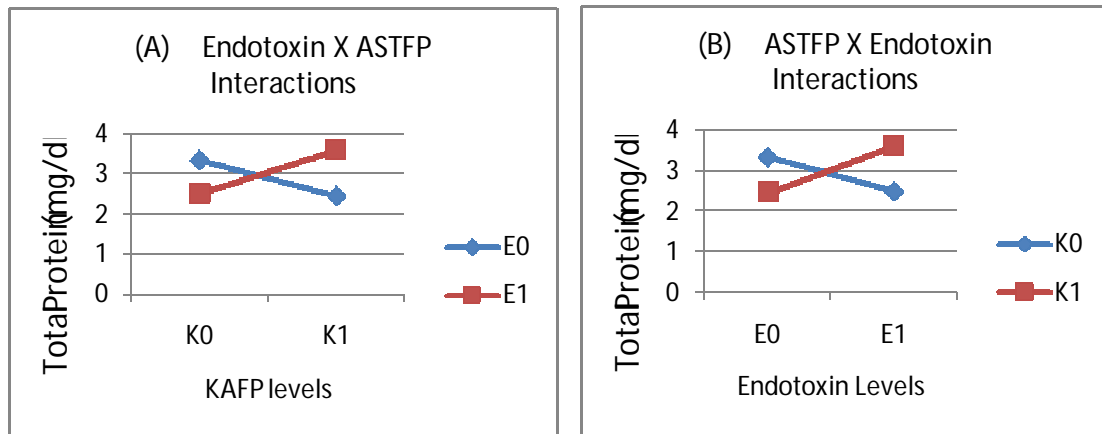 (A) Endotoxin X ASTFP
Interactions
TotaProtein(mg/dl
4
3
2
1
0
K0 K1
KAFP levels
E0
E1
(B) ASTFP X Endotoxin
Interactions
TotaProtein(mg/dl
4
3
2
1
0
E0 E1
Endotoxin Levels
K0
K1